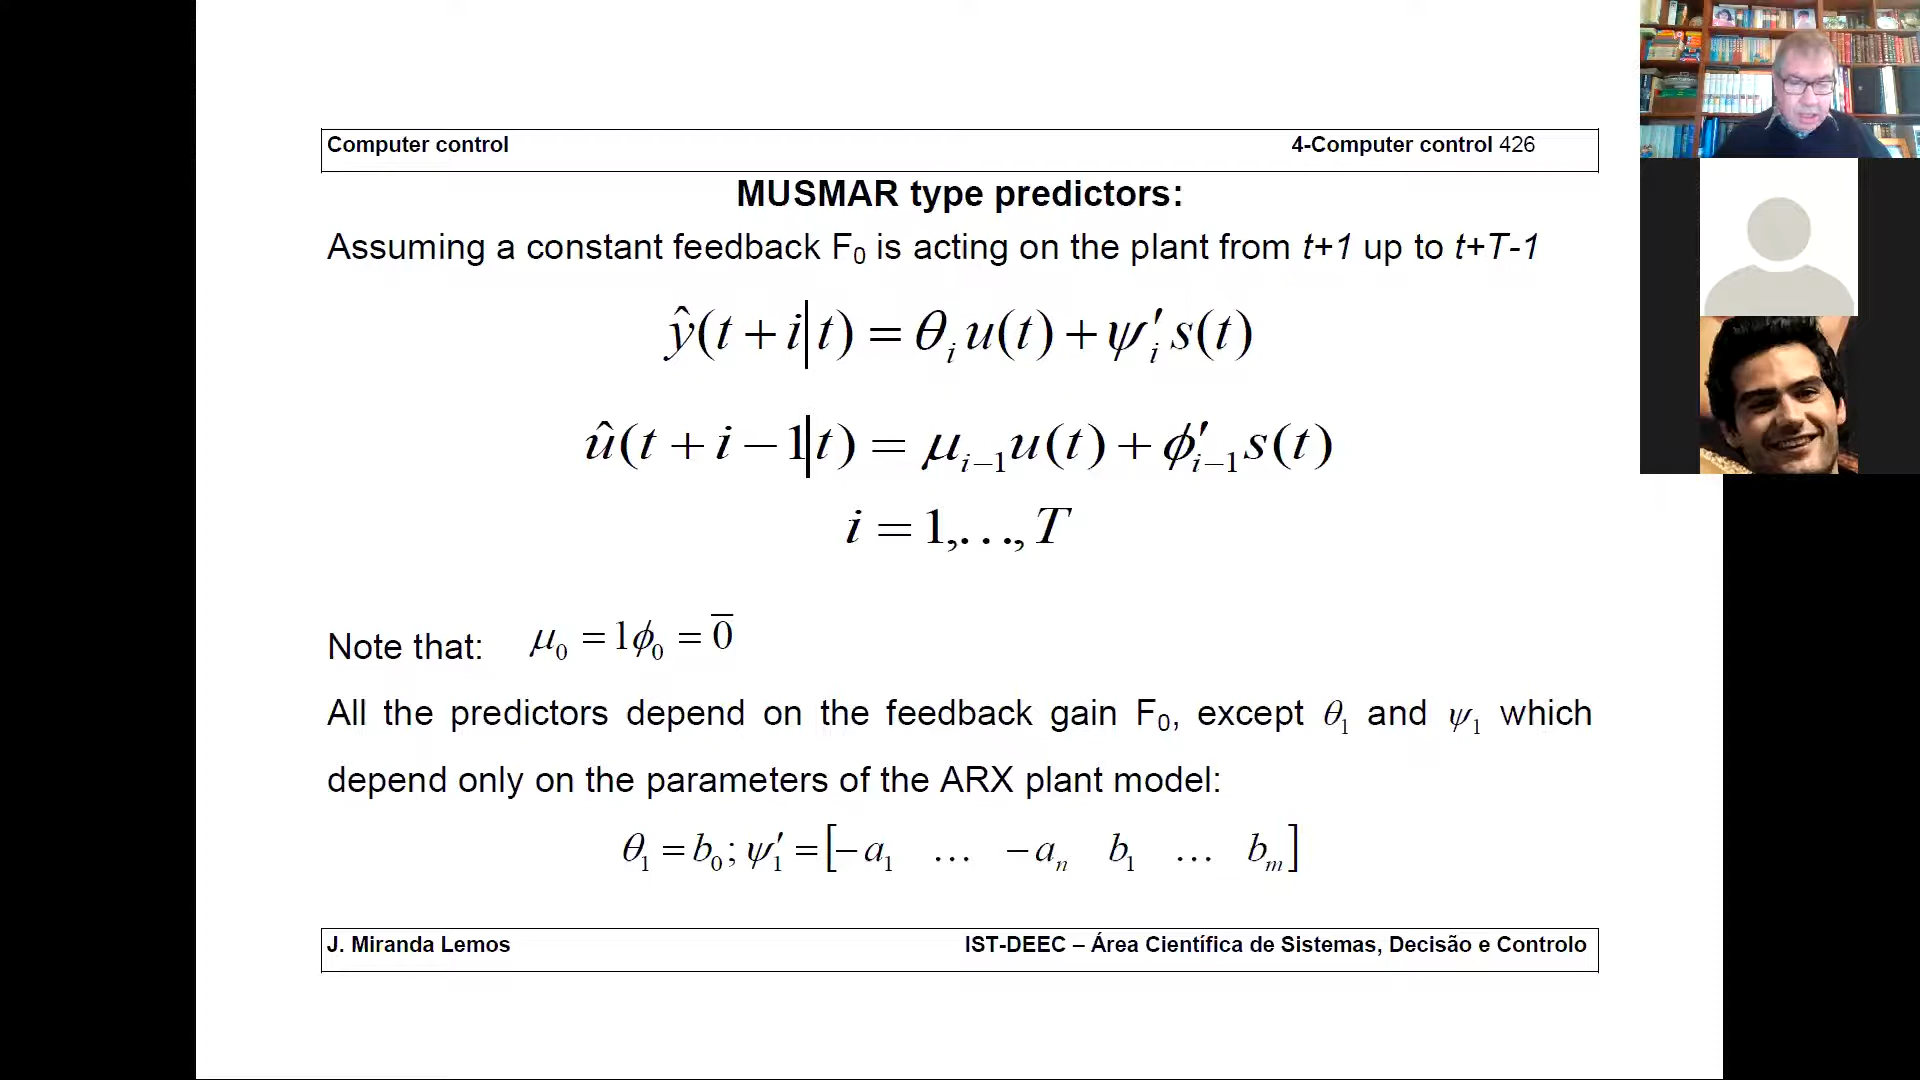 Computer control 4-Computer control 426
MUSMAR type predictors:
Assuming a constant feedback F₀ is acting on the plant from t+1 up to t+T-1
ŷ(t + i|t) = θᵢ u(t) + ψ′ᵢ s(t)
û(t + i − 1|t) = μᵢ₋₁u(t) + ϕ′ᵢ₋₁s(t)
i = 1,…,T
Note that: μ₀ = 1ϕ₀ = 0̅
All the predictors depend on the feedback gain F₀, except θ₁ and ψ₁ which
depend only on the parameters of the ARX plant model:
θ₁ = b₀; ψ′₁ = [−a₁ … −aₙ b₁ … bₘ]
J. Miranda Lemos IST-DEEC – Área Científica de Sistemas, Decisão e Controlo